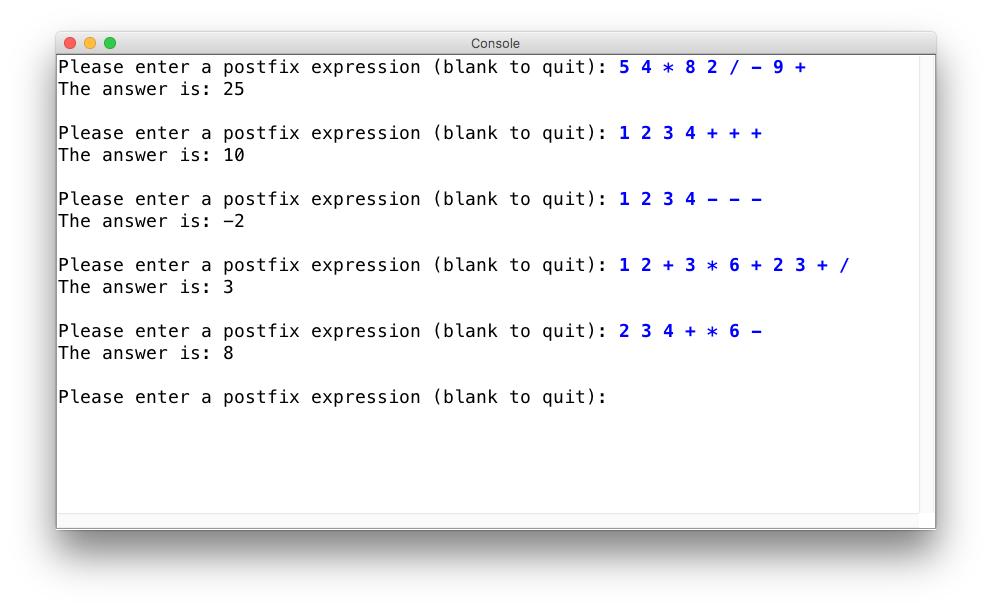 Console
Please enter a postfix expression (blank to quit): 5 4 * 8 2 / - 9 +
The answer is: 25
Please enter a postfix expression (blank to quit): 1 2 3 4 + + +
The answer is: 10
Please enter a postfix expression (blank to quit): 1 2 3 4 - - -
The answer is: -2
Please enter a postfix expression (blank to quit): 1 2 + 3 * 6 + 2 3 + /
The answer is: 3
Please enter a postfix expression (blank to quit): 2 3 4 + * 6 -
The answer is: 8
Please enter a postfix expression (blank to quit):